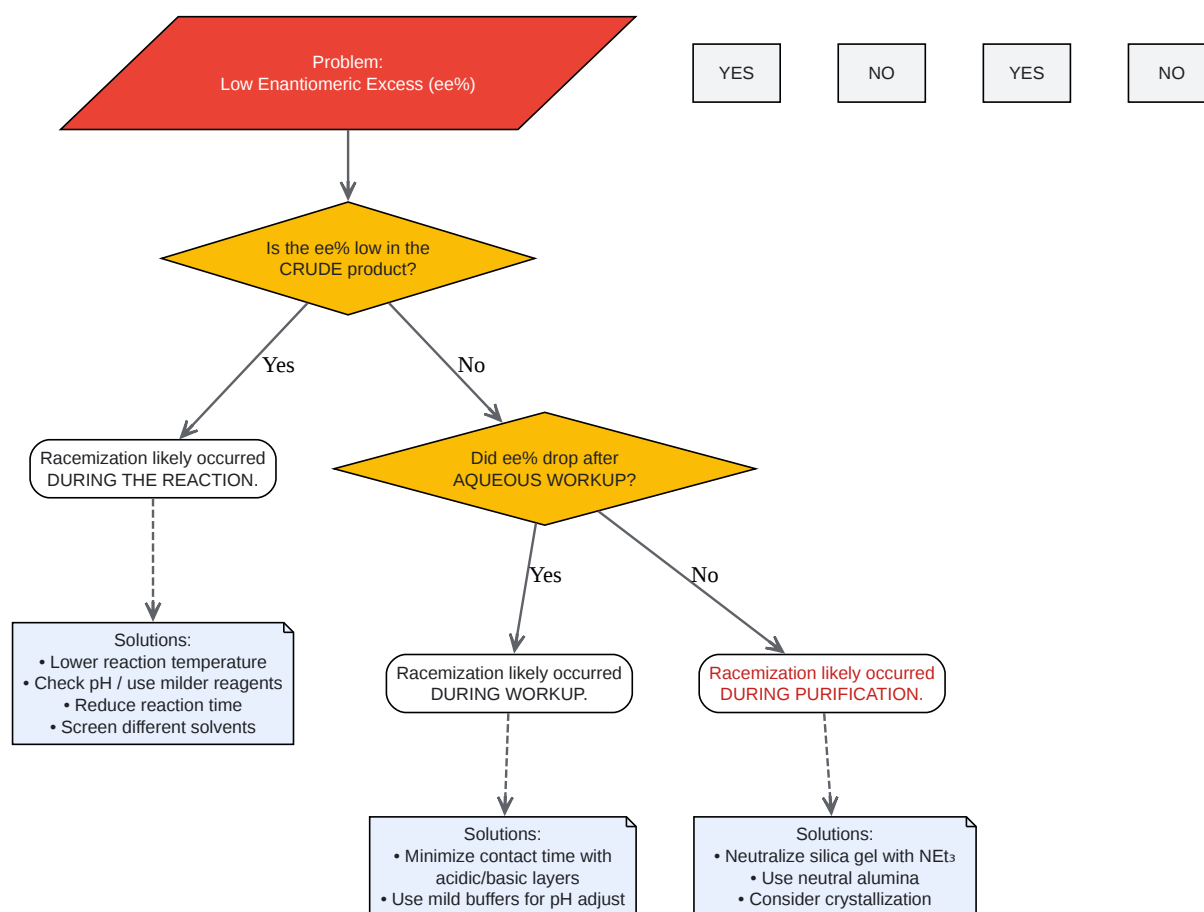 Problem:
Low Enantiomeric Excess (ee%)
YES
NO
YES
NO
Is the ee% low in the
CRUDE product?
Yes
No
Racemization likely occurred
DURING THE REACTION.
Did ee% drop after
AQUEOUS WORKUP?
Yes
No
Solutions:
• Lower reaction temperature
• Check pH / use milder reagents
• Reduce reaction time
• Screen different solvents
Racemization likely occurred
DURING WORKUP.
Racemization likely occurred
DURING PURIFICATION.
Solutions:
• Minimize contact time with
acidic/basic layers
• Use mild buffers for pH adjust
Solutions:
• Neutralize silica gel with NEt₃
• Use neutral alumina
• Consider crystallization